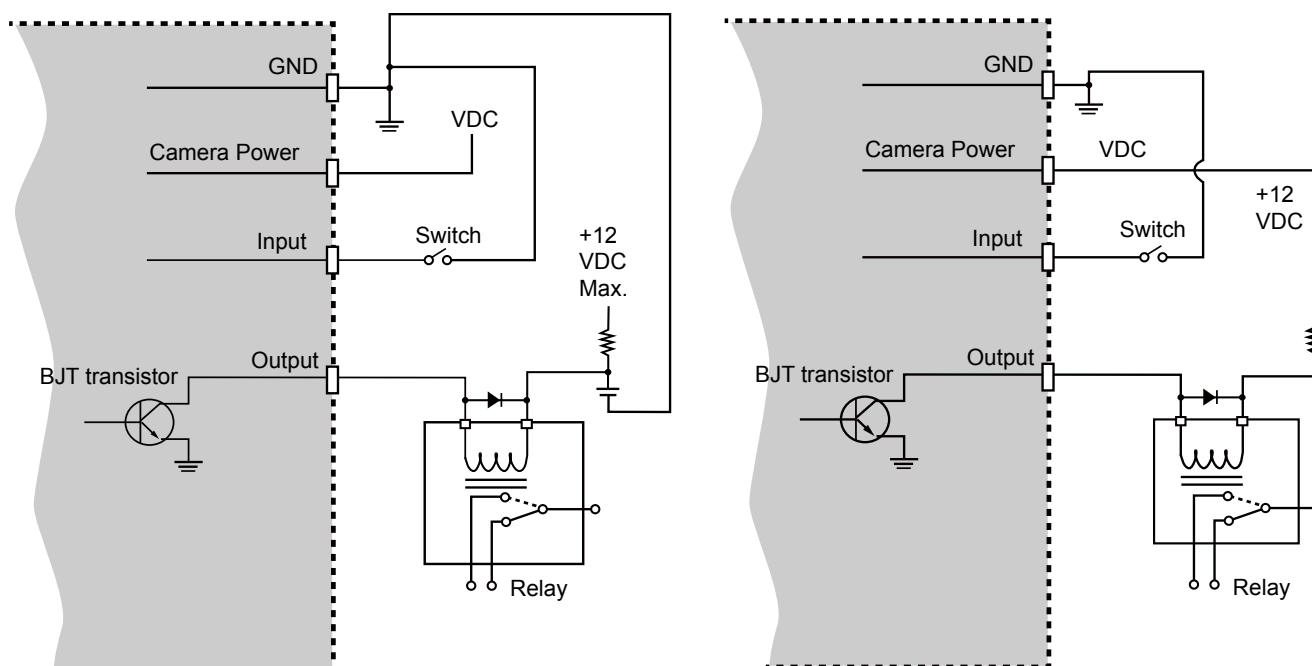 GND
VDC
Camera Power
Input
Switch
+12
VDC
Max.
Output
BJT transistor
Relay
GND
Camera Power
VDC
+12
VDC
Input
Switch
Output
BJT transistor
Relay